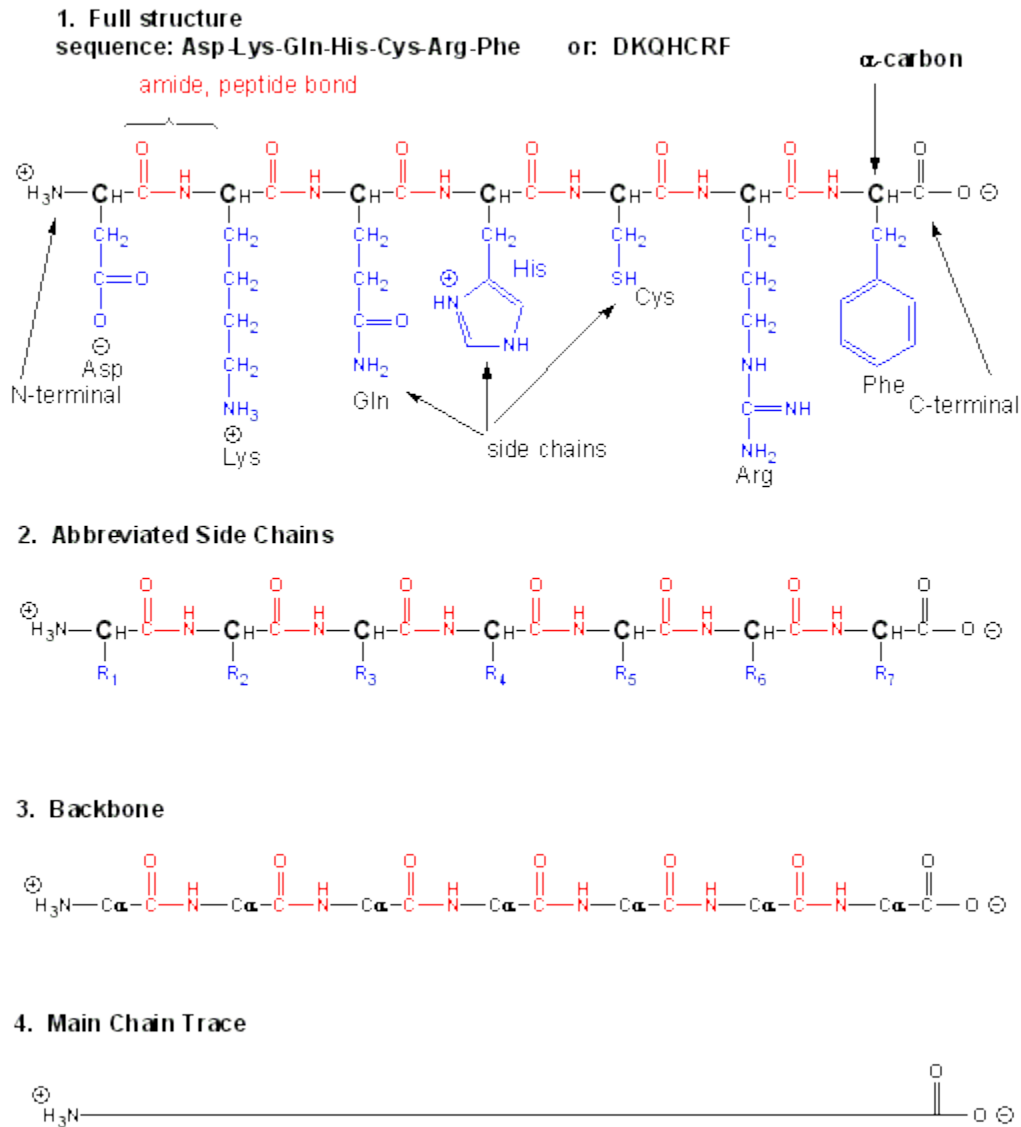 1. Full structure
sequence: Asp-Lys-Gln-His-Cys-Arg-Phe or: DKQHCRF
α-carbon
amide, peptide bond
O O O O O O O
⊕ H H H H H H
H₃N CH C N CH C N CH C N CH C N CH C N CH C N CH C O ⊖
CH₂ CH₂ CH₂ CH₂ CH₂ CH₂ CH₂
His
C O CH₂ CH₂ ⊕ HN SH CH₂
Cys
O CH₂ C O NH CH₂
⊖
Asp CH₂ NH₂ NH Phe
N-terminal Gln C-terminal
NH₃ C NH
⊕
Lys side chains NH₂
Arg
2. Abbreviated Side Chains
O O O O O O O
⊕ H H H H H H
H₃N CH C N CH C N CH C N CH C N CH C N CH C N CH C O ⊖
R₁ R₂ R₃ R₄ R₅ R₆ R₇
3. Backbone
O O O O O O O
⊕ H H H H H H
H₃N Cα C N Cα C N Cα C N Cα C N Cα C N Cα C N Cα C O ⊖
4. Main Chain Trace
⊕ O
H₃N O ⊖